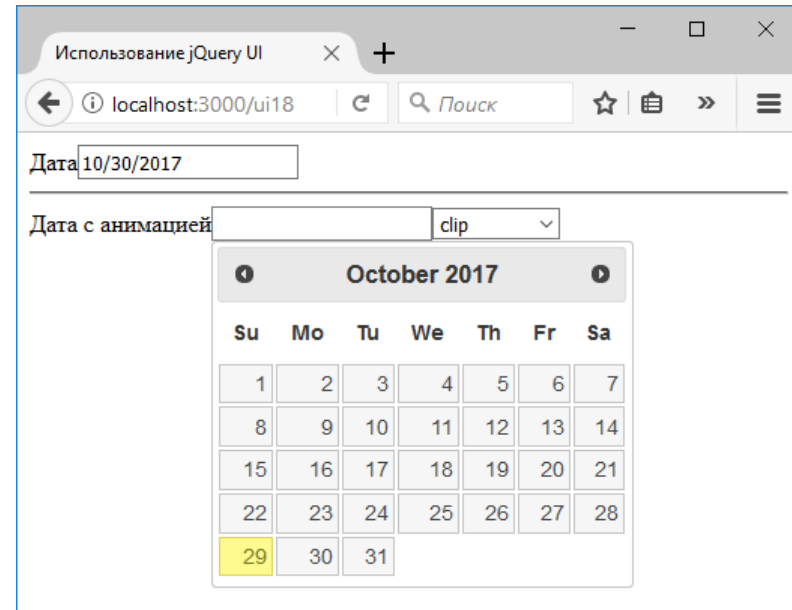 Использование jQuery UI
localhost:3000/ui18 Поиск
Дата 10/30/2017
Дата с анимацией clip
October 2017
Su Mo Tu We Th Fr Sa
1 2 3 4 5 6 7
8 9 10 11 12 13 14
15 16 17 18 19 20 21
22 23 24 25 26 27 28
29 30 31